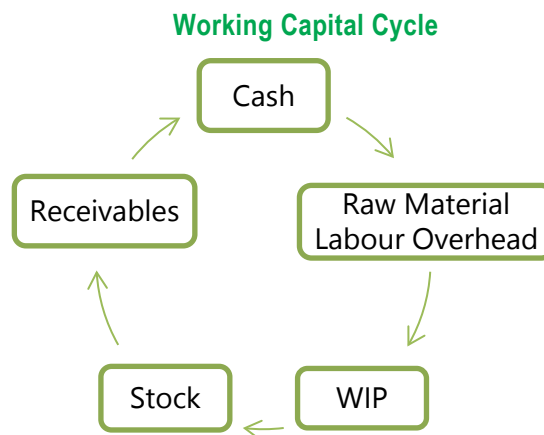 Working Capital Cycle
Cash
Raw Material
Labour Overhead
WIP
Stock
Receivables